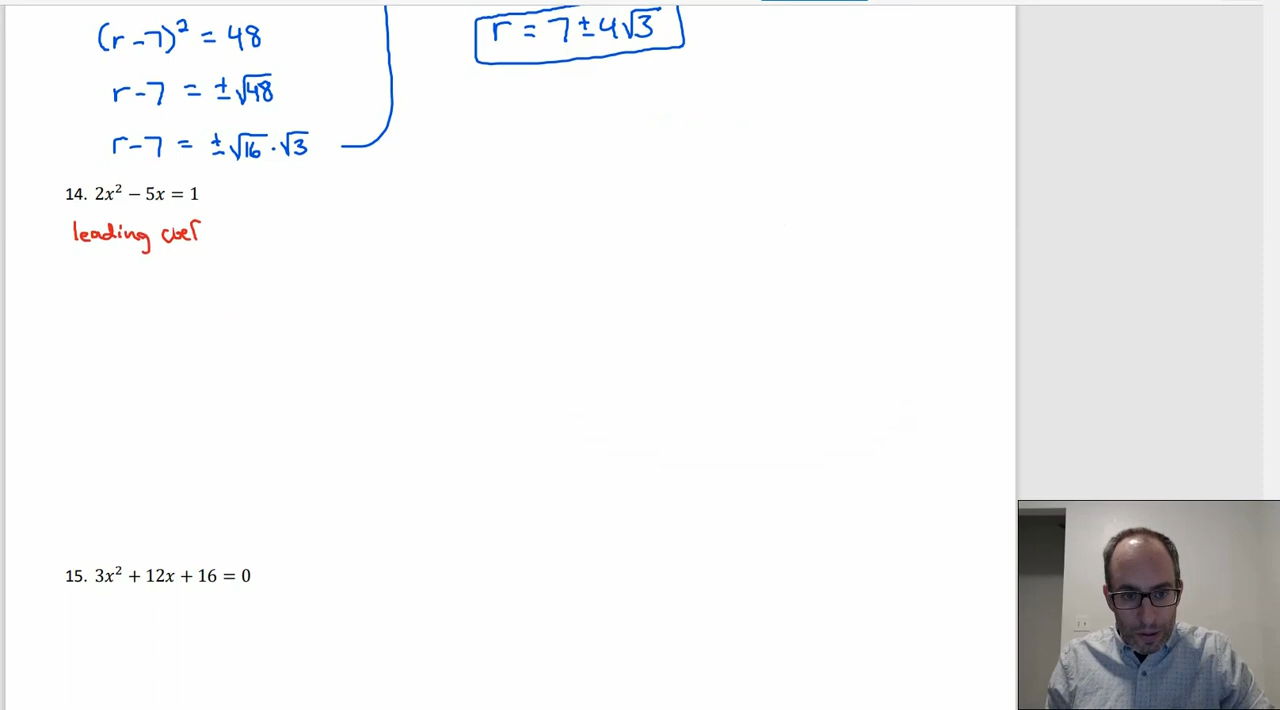 (r-7)² = 48
r = 7 ± 4√3
r-7 = ±√48
r-7 = ±√16 · √3
14. 2x² − 5x = 1
leading coef
15. 3x² + 12x + 16 = 0